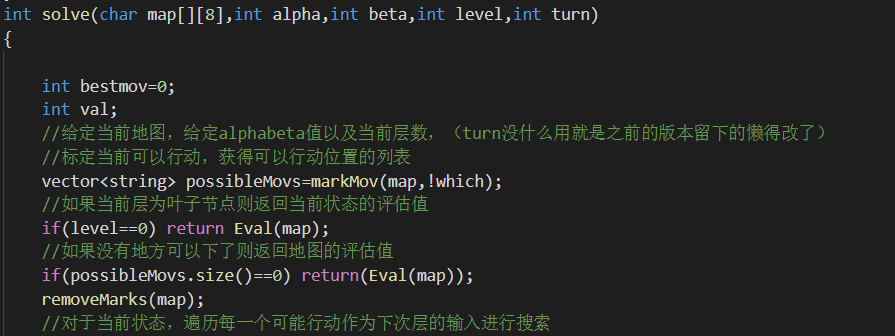 int solve(char map[][8],int alpha,int beta,int level,int turn)
{
int bestmov=0;
int val;
//给定当前地图，给定alphabeta值以及当前层数，（turn没什么用就是之前的版本留下的懒得改了）
//标定当前可以行动，获得可以行动位置的列表
vector<string> possibleMovs=markMov(map,!which);
//如果当前层为叶子节点则返回当前状态的评估值
if(level==0) return Eval(map);
//如果没有地方可以下了则返回地图的评估值
if(possibleMovs.size()==0) return(Eval(map));
removeMarks(map);
//对于当前状态，遍历每一个可能行动作为下次层的输入进行搜索